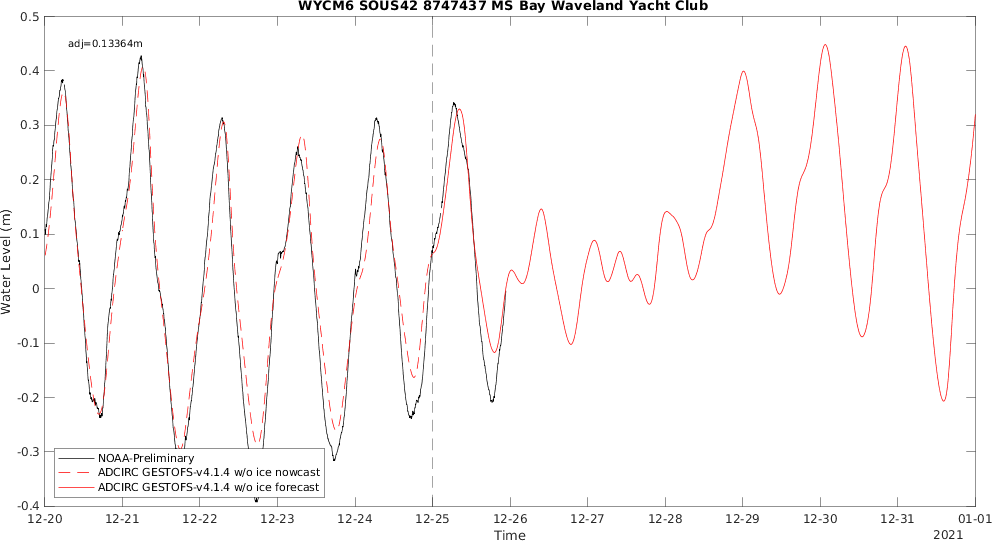 WYCM6 SOUS42 8747437 MS Bay Waveland Yacht Club
adj=0.13364m
0.5
0.4
0.3
0.2
0.1
0
-0.1
-0.2
-0.3
-0.4
Water Level (m)
NOAA-Preliminary
ADCIRC GESTOFS-v4.1.4 w/o ice nowcast
ADCIRC GESTOFS-v4.1.4 w/o ice forecast
12-20 12-21 12-22 12-23 12-24 12-25 12-26 12-27 12-28 12-29 12-30 12-31 01-01
Time
2021